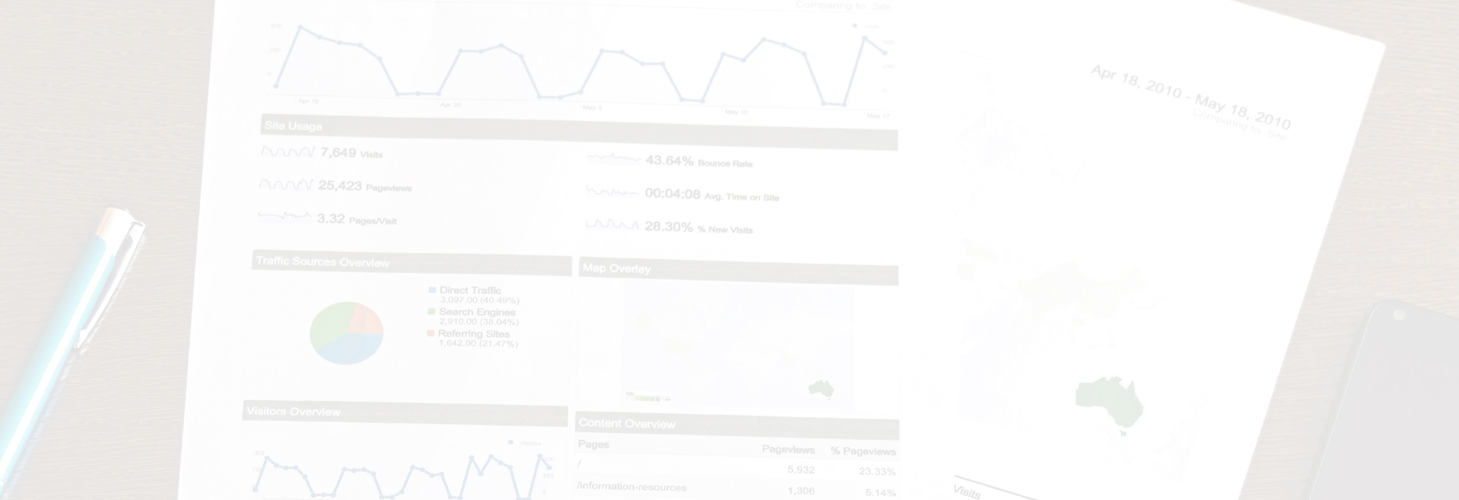 Comparing to: Site
Apr 18, 2010 - May 18, 2010
Comparing to: Site
Site Usage
7,649 Visits
43.64% Bounce Rate
25,423 Pageviews
00:04:08 Avg. Time on Site
3.32 Pages/Visit
28.30% % New Visits
Traffic Sources Overview
Map Overlay
Direct Traffic
3,097.00 (40.49%)
Search Engines
2,910.00 (38.04%)
Referring Sites
1,642.00 (21.47%)
Visitors Overview
Content Overview
Pages Pageviews % Pageviews
/ 5,932 23.33%
/information-resources 1,306 5.14%
Visits